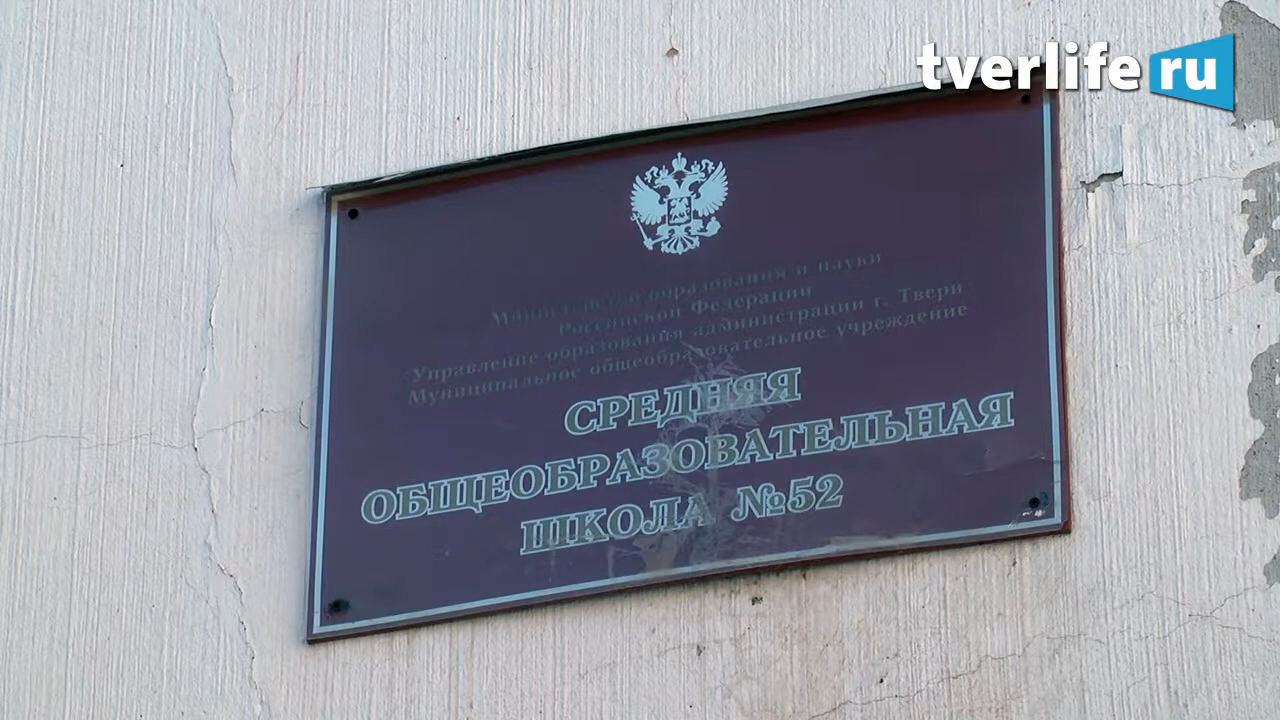 tverlife ru
Министерство образования и науки
Российской Федерации
Управление образования администрации г. Твери
Муниципальное общеобразовательное учреждение
СРЕДНЯЯ
ОБЩЕОБРАЗОВАТЕЛЬНАЯ
ШКОЛА №52